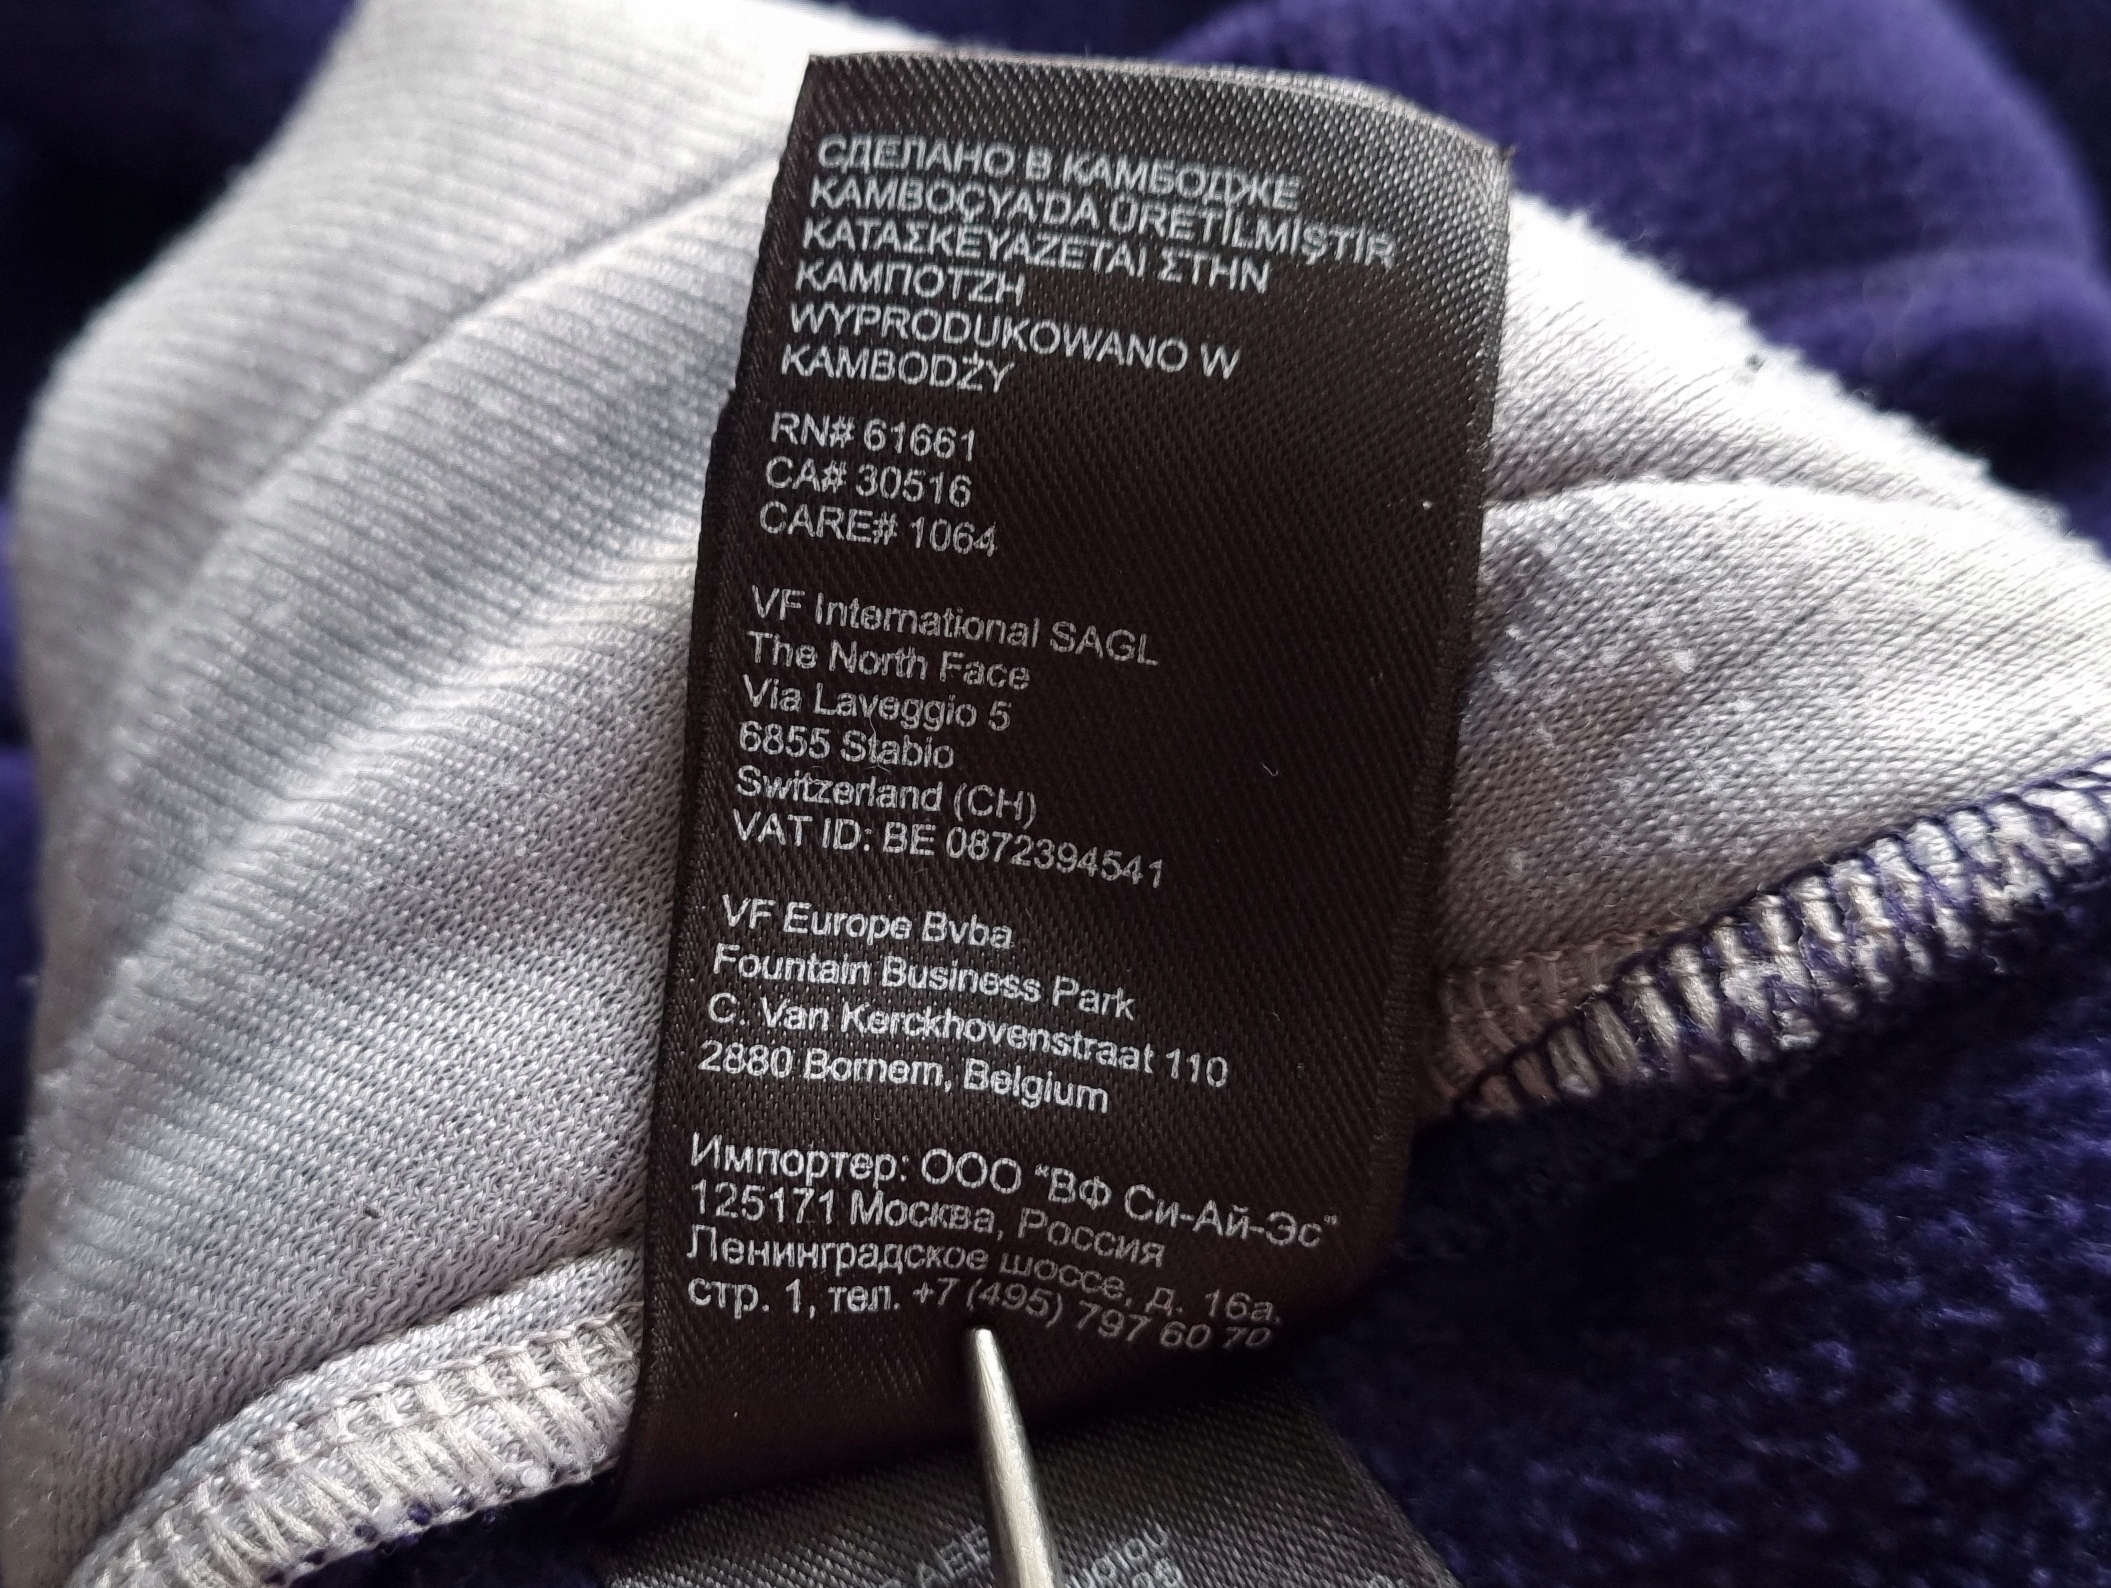 СДЕЛАНО В КАМБОДЖЕ
KAMBOÇYA'DA ÜRETİLMİŞTİR
ΚΑΤΑΣΚΕΥΑΖΕΤΑΙ ΣΤΗΝ
ΚΑΜΠΟΤΖΗ
WYPRODUKOWANO W
KAMBODŻY
RN# 61661
CA# 30516
CARE# 1064
VF International SAGL
The North Face
Via Laveggio 5
6855 Stabio
Switzerland (CH)
VAT ID: BE 0872394541
VF Europe Bvba
Fountain Business Park
C. Van Kerckhovenstraat 110
2880 Bornem, Belgium
Импортер: ООО "ВФ Си-Ай-Эс"
125171 Москва, Россия
Ленинградское шоссе, д. 16а.
стр. 1, тел. +7 (495) 797 60 70